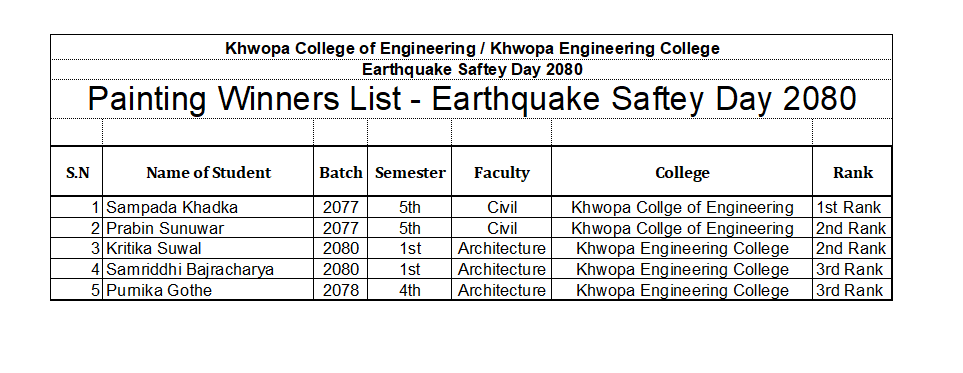 Khwopa College of Engineering / Khwopa Engineering College
Earthquake Saftey Day 2080
Painting Winners List - Earthquake Saftey Day 2080
S.N Name of Student Batch Semester Faculty College Rank
1 Sampada Khadka 2077 5th Civil Khwopa Collge of Engineering 1st Rank
2 Prabin Sunuwar 2077 5th Civil Khwopa Collge of Engineering 2nd Rank
3 Kritika Suwal 2080 1st Architecture Khwopa Engineering College 2nd Rank
4 Samriddhi Bajracharya 2080 1st Architecture Khwopa Engineering College 3rd Rank
5 Purnika Gothe 2078 4th Architecture Khwopa Engineering College 3rd Rank